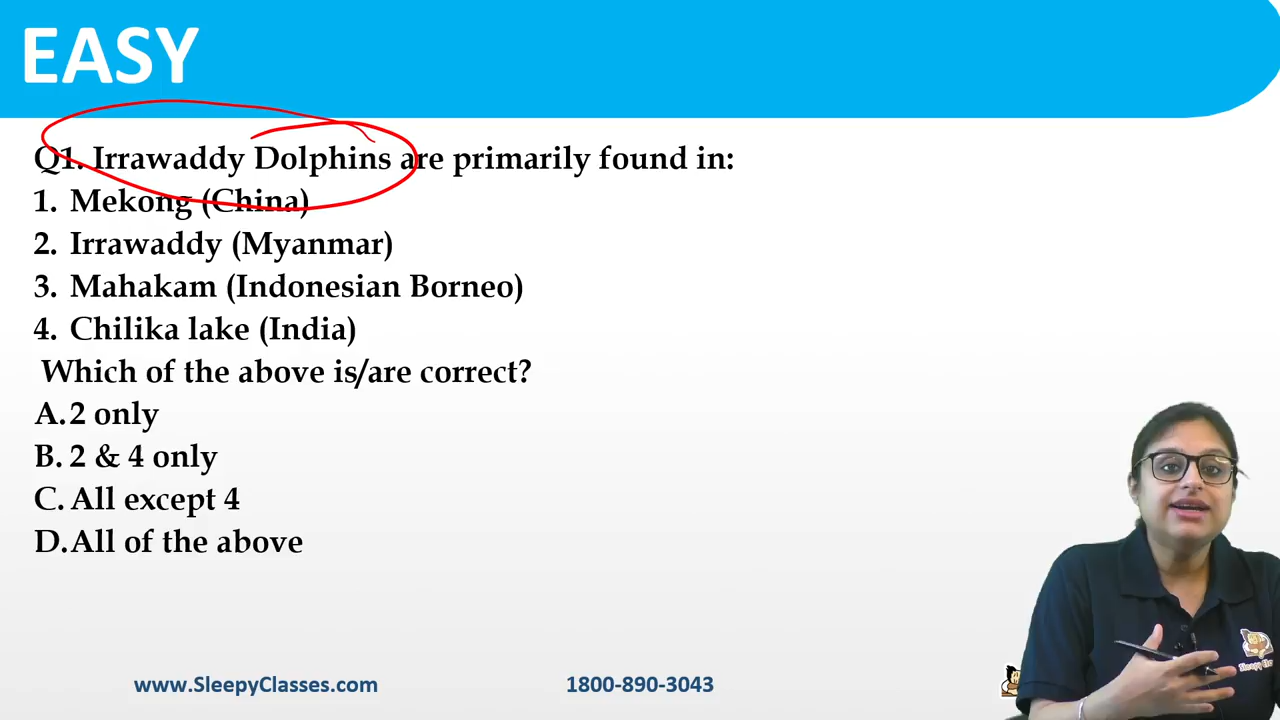 EASY
Q1. Irrawaddy Dolphins are primarily found in:
1. Mekong (China)
2. Irrawaddy (Myanmar)
3. Mahakam (Indonesian Borneo)
4. Chilika lake (India)
Which of the above is/are correct?
A. 2 only
B. 2 & 4 only
C. All except 4
D. All of the above
www.SleepyClasses.com
1800-890-3043